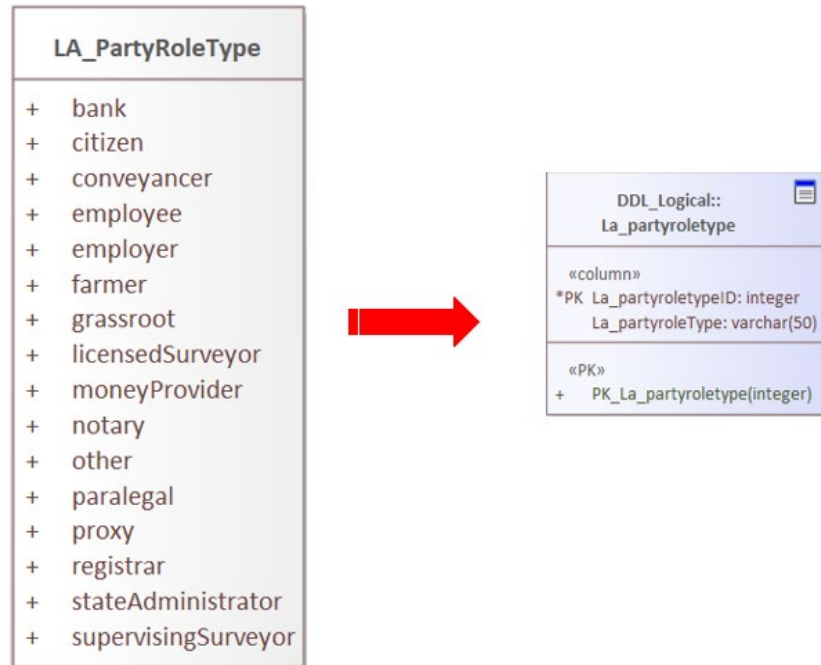 LA_PartyRoleType
+ bank
+ citizen
+ conveyancer
+ employee
+ employer
+ farmer
+ grassroot
+ licensedSurveyor
+ moneyProvider
+ notary
+ other
+ paralegal
+ proxy
+ registrar
+ stateAdministrator
+ supervisingSurveyor
DDL_Logical::
La_partyroletype
«column»
*PK La_partyroletypeID: integer
La_partyroleType: varchar(50)
«PK»
+ PK_La_partyroletype(integer)